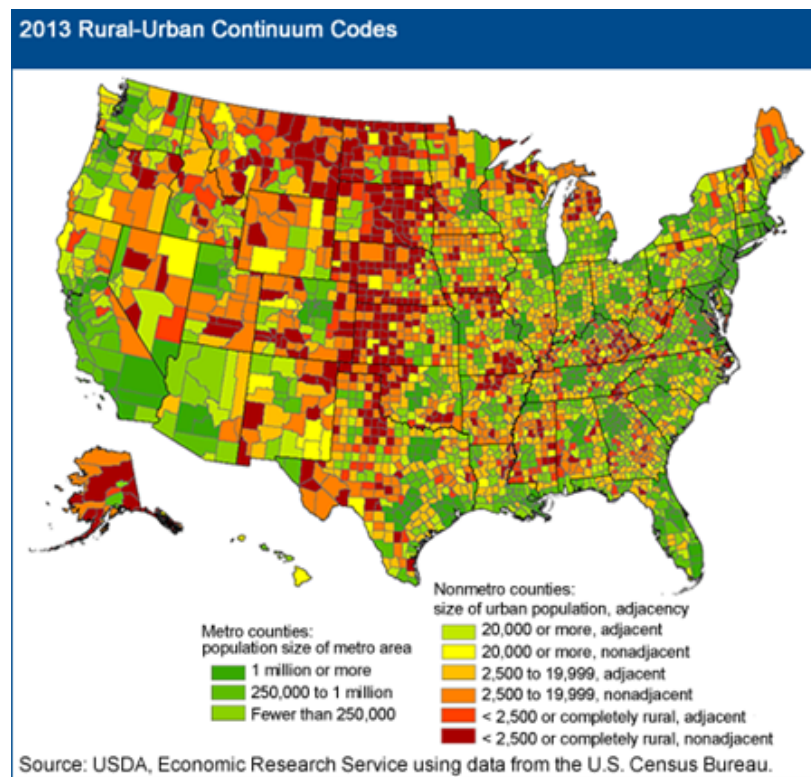 2013 Rural-Urban Continuum Codes
Metro counties:
population size of metro area
1 million or more
250,000 to 1 million
Fewer than 250,000
Nonmetro counties:
size of urban population, adjacency
20,000 or more, adjacent
20,000 or more, nonadjacent
2,500 to 19,999, adjacent
2,500 to 19,999, nonadjacent
< 2,500 or completely rural, adjacent
< 2,500 or completely rural, nonadjacent
Source: USDA, Economic Research Service using data from the U.S. Census Bureau.